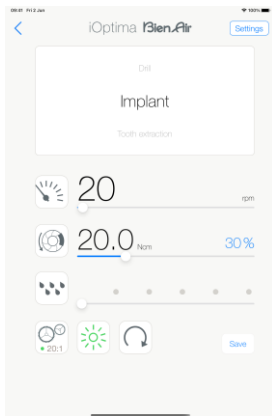 09:41 Fri 2 Jan 100%
iOptima Bien Air Settings
Drill
Implant
Tooth extraction
20 rpm
20.0 Ncm 30%
20:1 Save